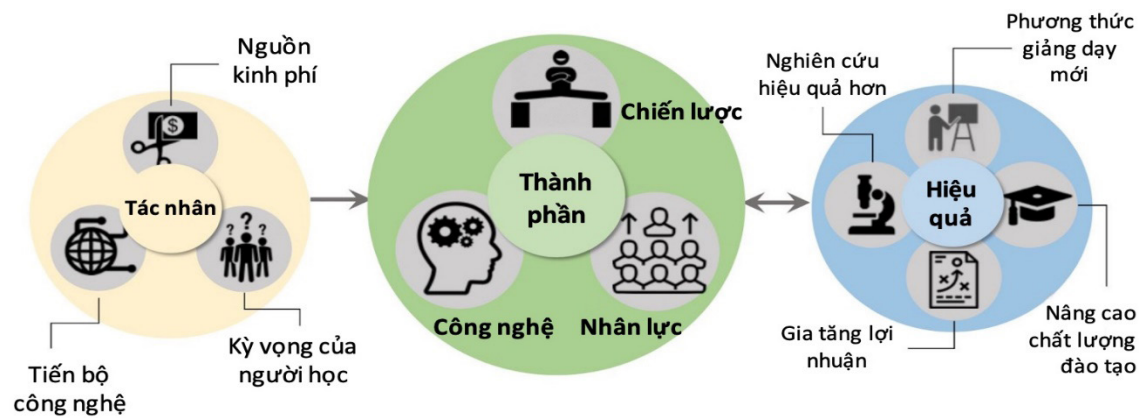 Nguồn
kinh phí
Tác nhân
Tiến bộ
công nghệ
Kỳ vọng của
người học
Chiến lược
Thành
phần
Công nghệ
Nhân lực
Phương thức
giảng dạy
mới
Nghiên cứu
hiệu quả hơn
Hiệu
quả
Gia tăng lợi
nhuận
Nâng cao
chất lượng
đào tạo